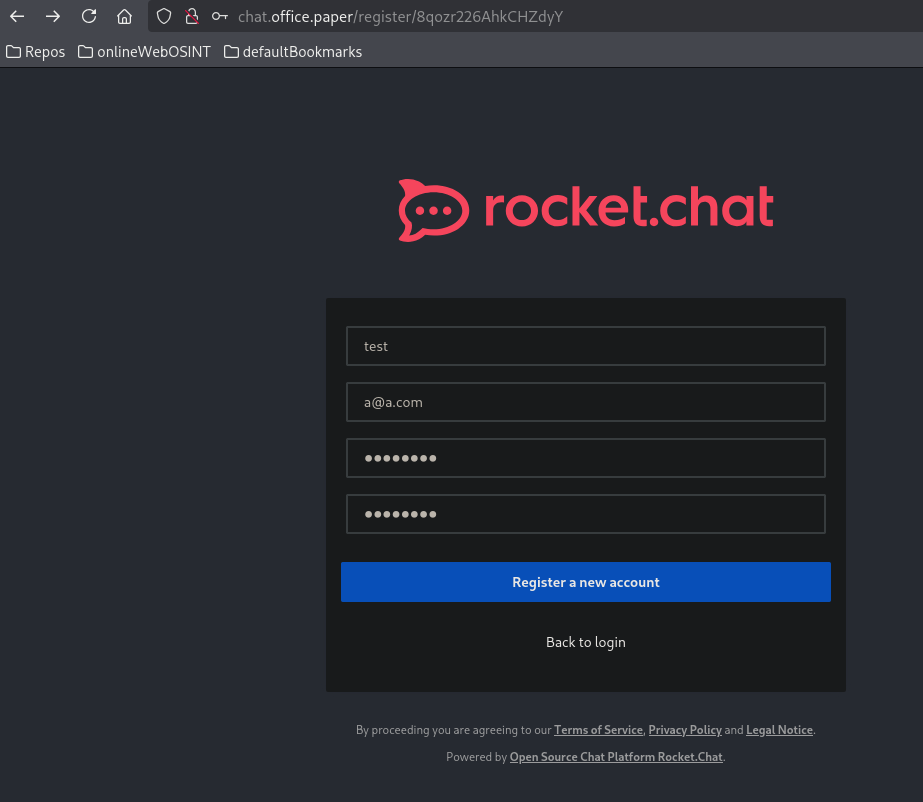 chat.office.paper/register/8qozr226AhkCHZdyY
Repos onlineWebOSINT defaultBookmarks
rocket.chat
test
a@a.com
●●●●●●●●
●●●●●●●●
Register a new account
Back to login
By proceeding you are agreeing to our Terms of Service, Privacy Policy and Legal Notice.
Powered by Open Source Chat Platform Rocket.Chat.